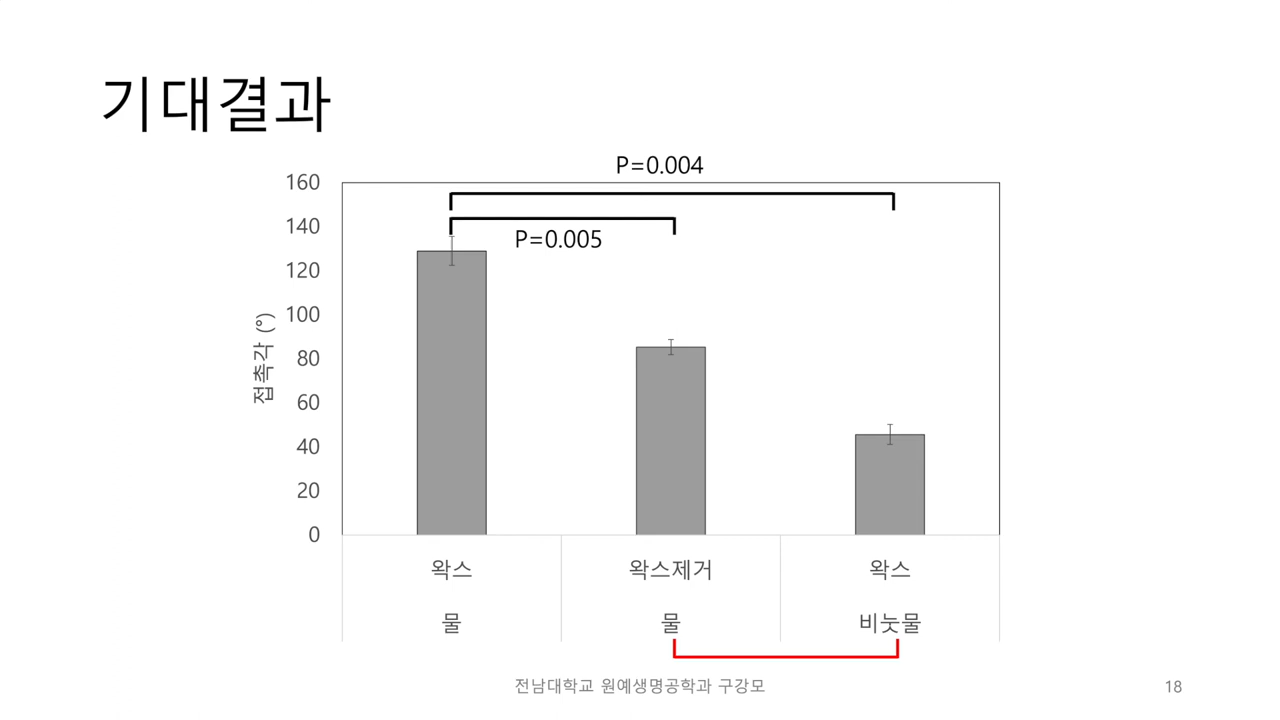 기대결과
P=0.004
P=0.005
160
140
120
100
80
60
40
20
0
접촉각 (°)
왁스 왁스제거 왁스
물 물 비눗물
전남대학교 원예생명공학과 구강모
18